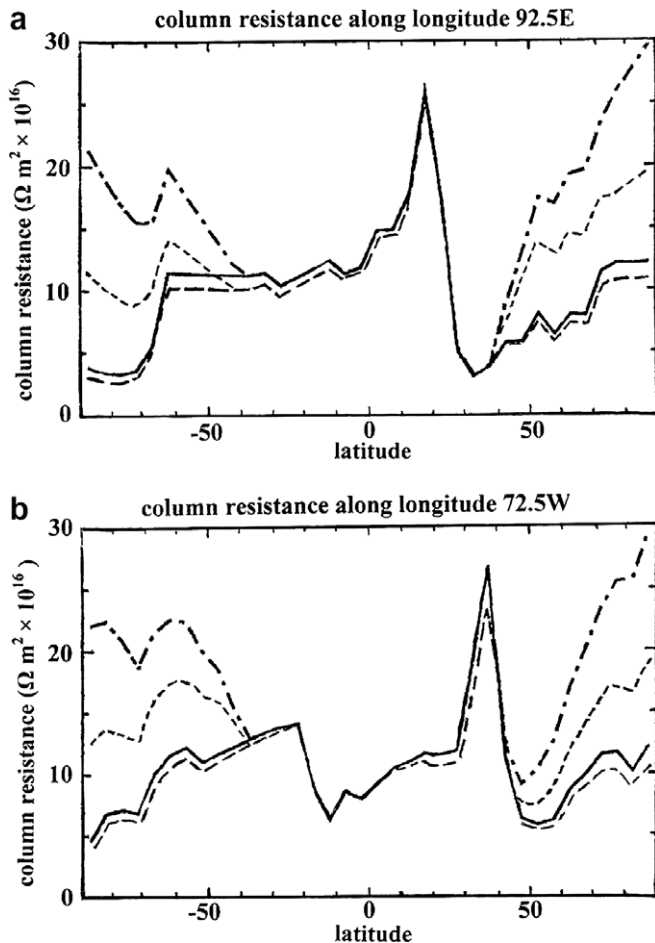 a
column resistance along longitude 92.5E
30
20
10
0
column resistance (Ω m² × 10¹⁶)
-50
0
50
latitude
b
column resistance along longitude 72.5W
30
20
10
0
column resistance (Ω m² × 10¹⁶)
-50
0
50
latitude